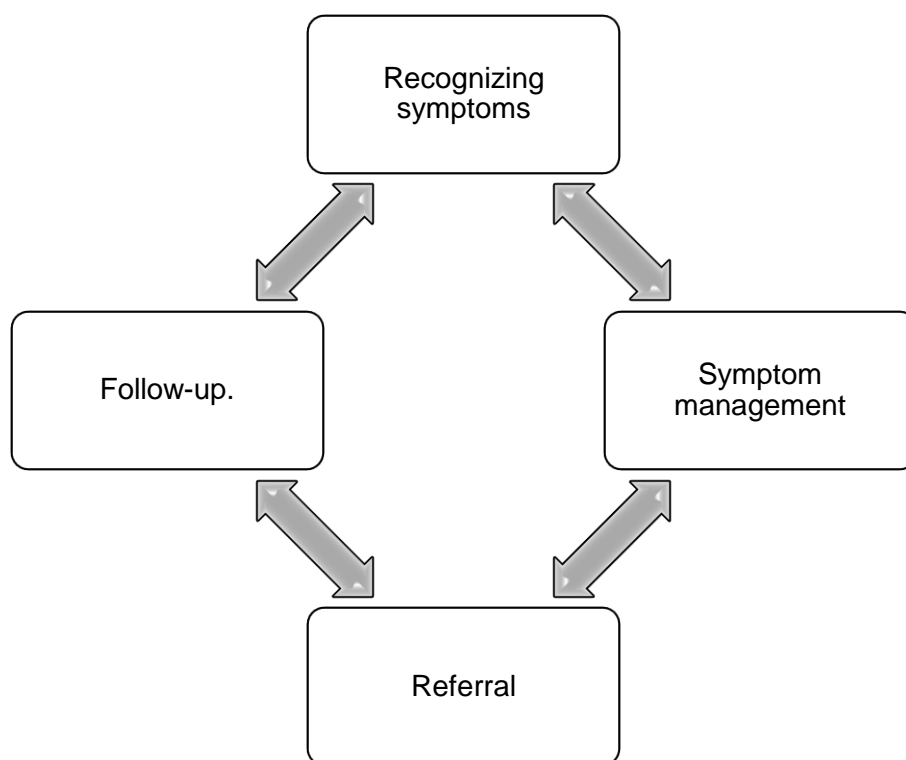 Recognizing
symptoms
Follow-up.
Symptom
management
Referral